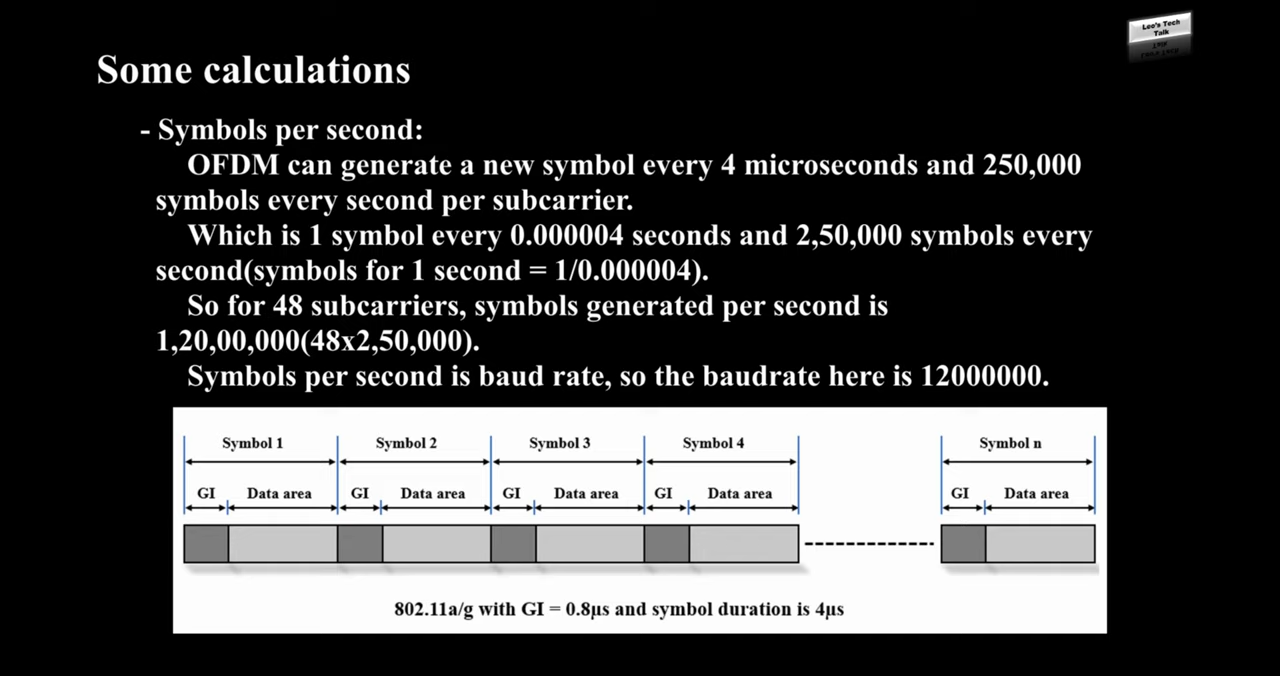 Leo's Tech
Talk
Some calculations
- Symbols per second:
OFDM can generate a new symbol every 4 microseconds and 250,000
symbols every second per subcarrier.
Which is 1 symbol every 0.000004 seconds and 2,50,000 symbols every
second(symbols for 1 second = 1/0.000004).
So for 48 subcarriers, symbols generated per second is
1,20,00,000(48x2,50,000).
Symbols per second is baud rate, so the baudrate here is 12000000.
Symbol 1 Symbol 2 Symbol 3 Symbol 4 Symbol n
GI Data area GI Data area GI Data area GI Data area GI Data area
802.11a/g with GI = 0.8µs and symbol duration is 4µs